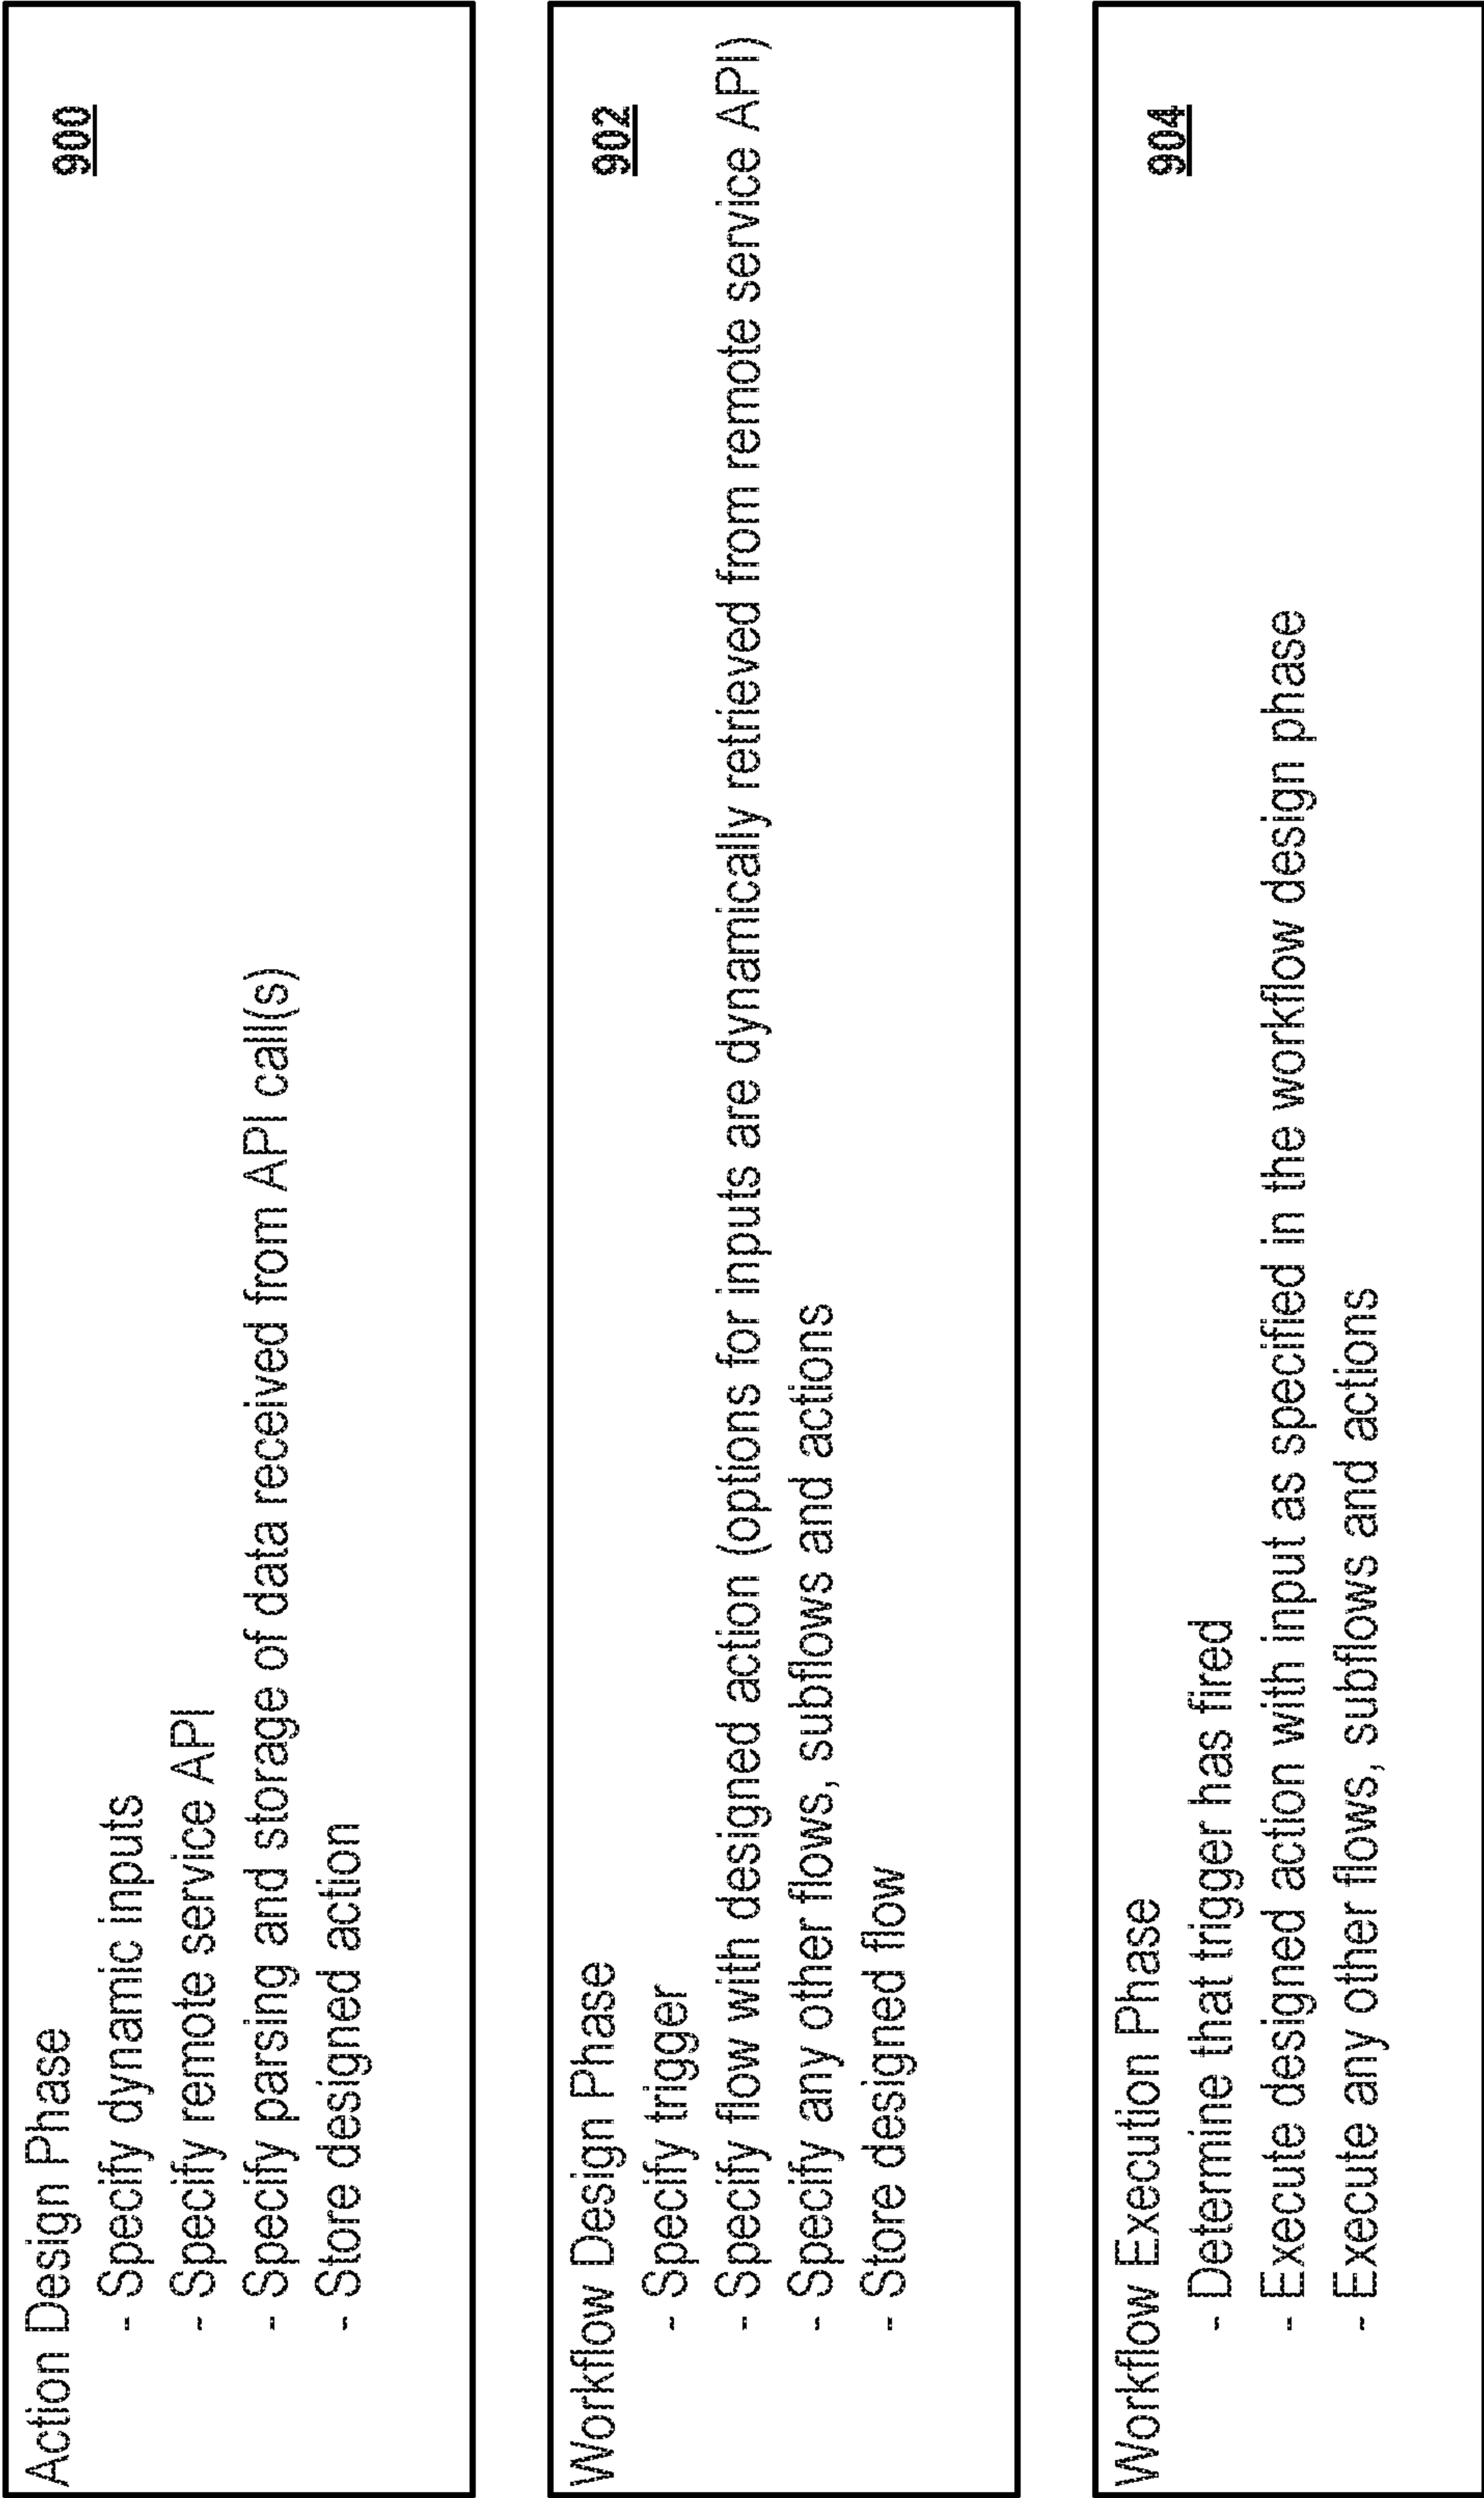 Action Design Phase
900
- Specify dynamic inputs
- Specify remote service API
- Specify parsing and storage of data received from API call(s)
- Store designed action
Workflow Design Phase
902
- Specify trigger
- Specify flow with designed action (options for inputs are dynamically retrieved from remote service API)
- Specify any other flows, subflows and actions
- Store designed flow
Workflow Execution Phase
904
- Determine that trigger has fired
- Execute designed action with input as specified in the workflow design phase
- Execute any other flows, subflows and actions